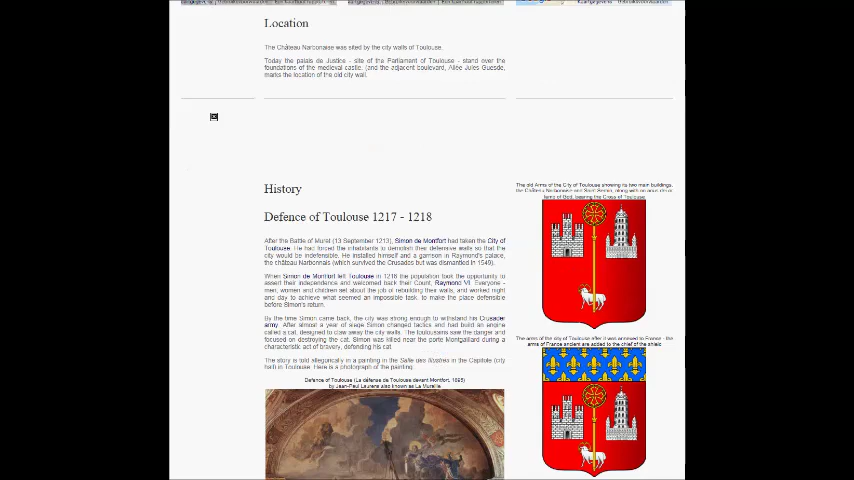 Location
The Château Narbonaise was sited by the city walls of Toulouse.
Today the palais de Justice - site of the Parliament of Toulouse - stand over the
foundations of the medieval castle. (and the adjacent boulevard, Allée Jules Guesde,
marks the location of the old city wall.
History
Defence of Toulouse 1217 - 1218
After the Battle of Muret (13 September 1213), Simon de Montfort had taken the City of
Toulouse. He had forced the inhabitants to demolish their defensive walls so that the
city would be indefensible. He installed himself and a garrison in Raymond's palace,
the château Narbonnais (which survived the Crusades but was dismantled in 1549).
When Simon de Montfort left Toulouse in 1216 the population took the opportunity to
assert their independence and welcomed back their Count, Raymond VI. Everyone -
men, women and children set about the job of rebuilding their walls, and worked night
and day to achieve what seemed an impossible task: to make the place defensible
before Simon's return.
By the time Simon came back, the city was strong enough to withstand his Crusader
army. After almost a year of siege Simon changed tactics and had build an engine
called a cat, designed to claw away the city walls. The toulousains saw the danger and
focused on destroying the cat. Simon was killed near the porte Montgaillard during a
characteristic act of bravery, defending his cat.
The story is told allegorically in a painting in the Salle des Illustres in the Capitole (city
hall) in Toulouse. Here is a photograph of the painting.
Defence of Toulouse (La défense de Toulouse devant Montfort, 1895)
by Jean-Paul Laurens also known as La Muraille.
The old Arms of the City of Toulouse showing its two main buildings,
the Château Narbonaise and Saint Sernin, along with an
lamb of God, bearing the Cross of Toulouse
The arms of the city of Toulouse after it was annexed to France - the
arms of France ancient are added to the chief of the shield